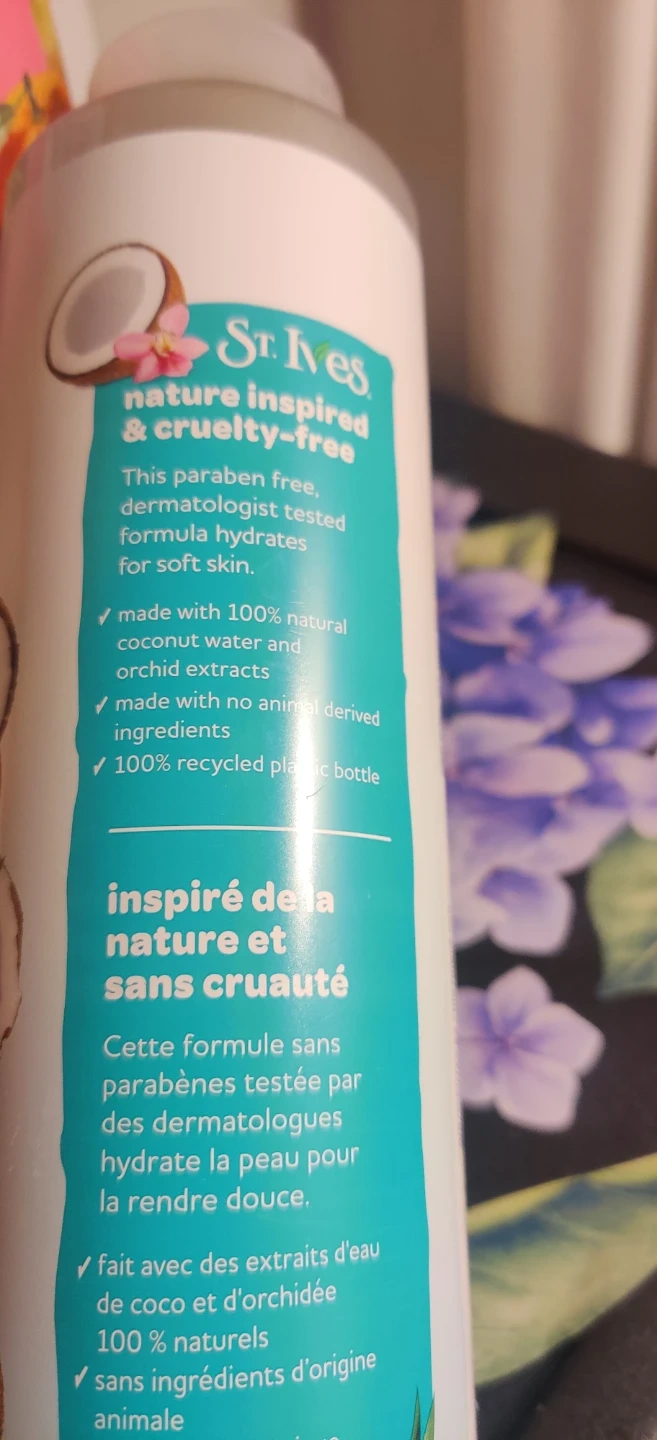 St. Ives
nature inspired
& cruelty-free
This paraben free,
dermatologist tested
formula hydrates
for soft skin.
✓ made with 100% natural
coconut water and
orchid extracts
✓ made with no animal derived
ingredients
✓ 100% recycled plastic bottle
inspiré de la
nature et
sans cruauté
Cette formule sans
parabènes testée par
des dermatologues
hydrate la peau pour
la rendre douce.
✓ fait avec des extraits d'eau
de coco et d'orchidée
100 % naturels
✓ sans ingrédients d'origine
animale